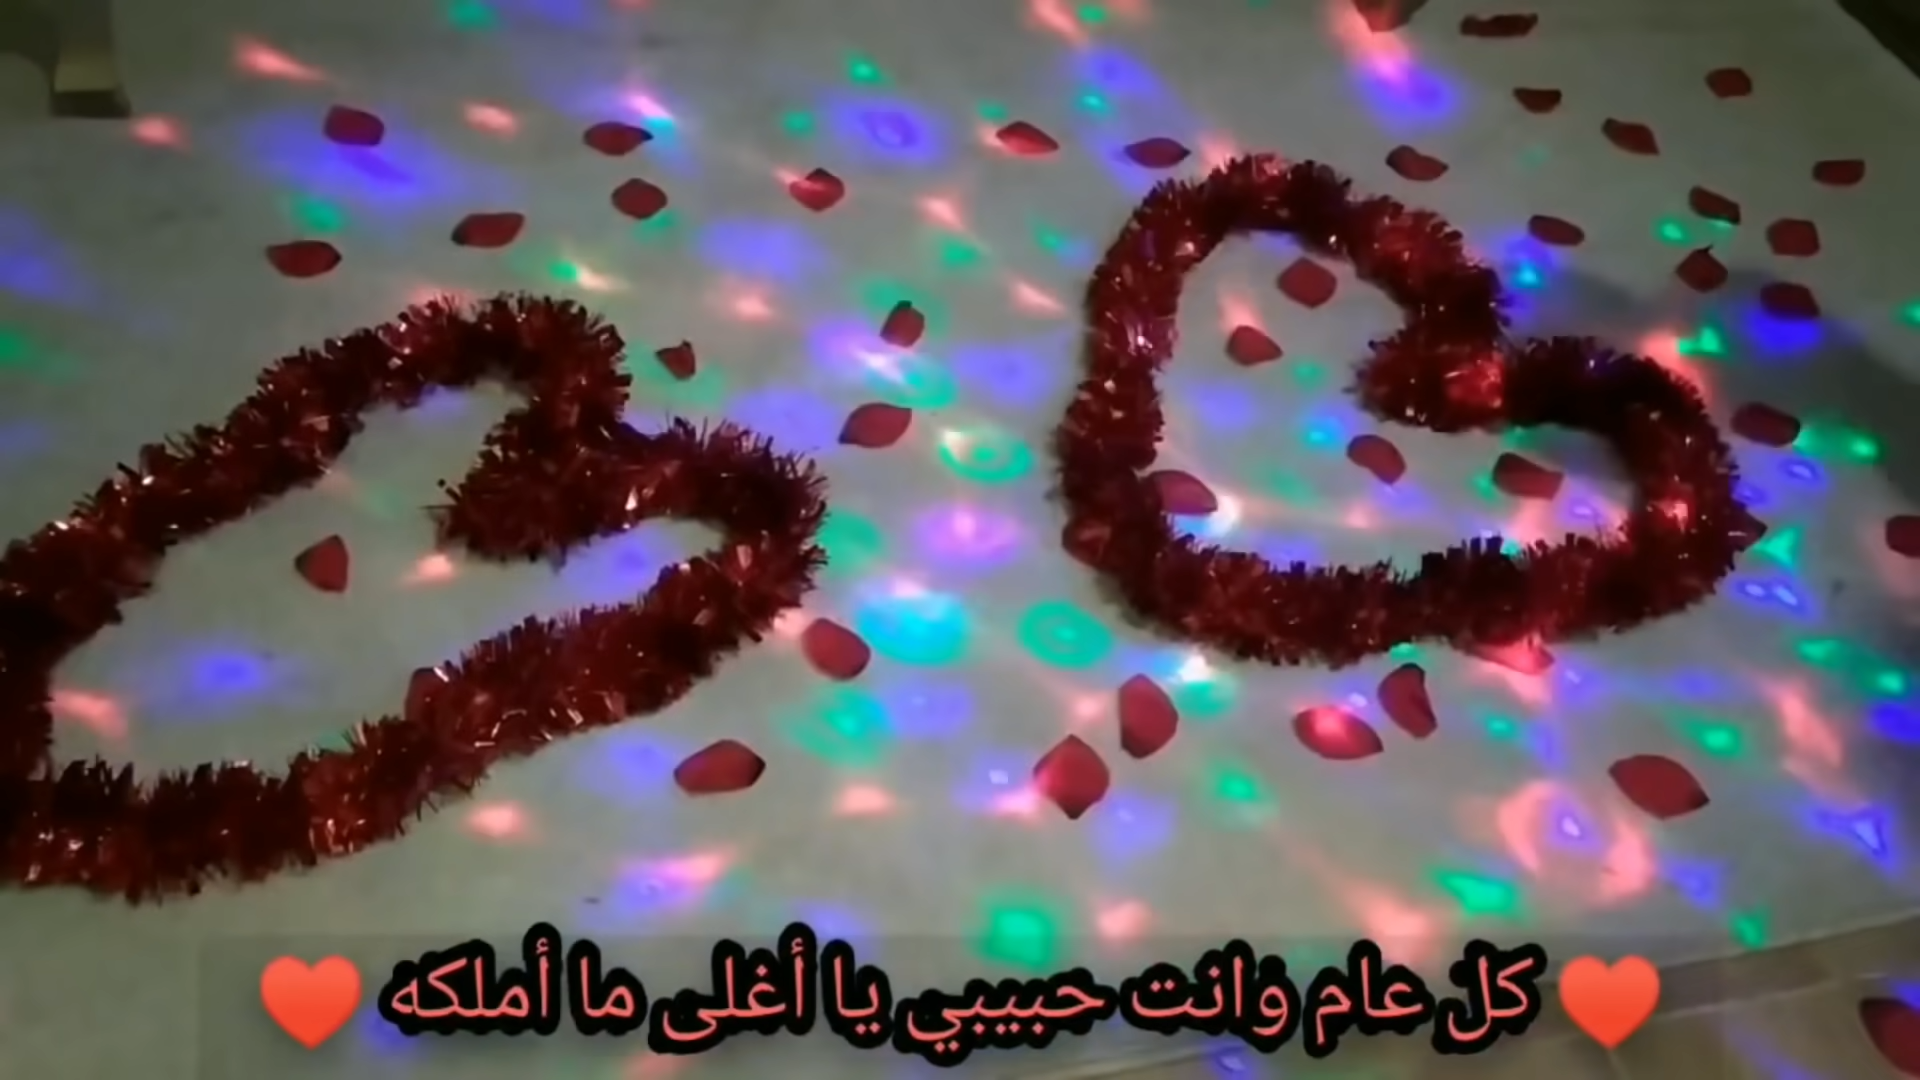 ♥ كل عام وانت حبيبي يا أغلى ما أملكه ♥